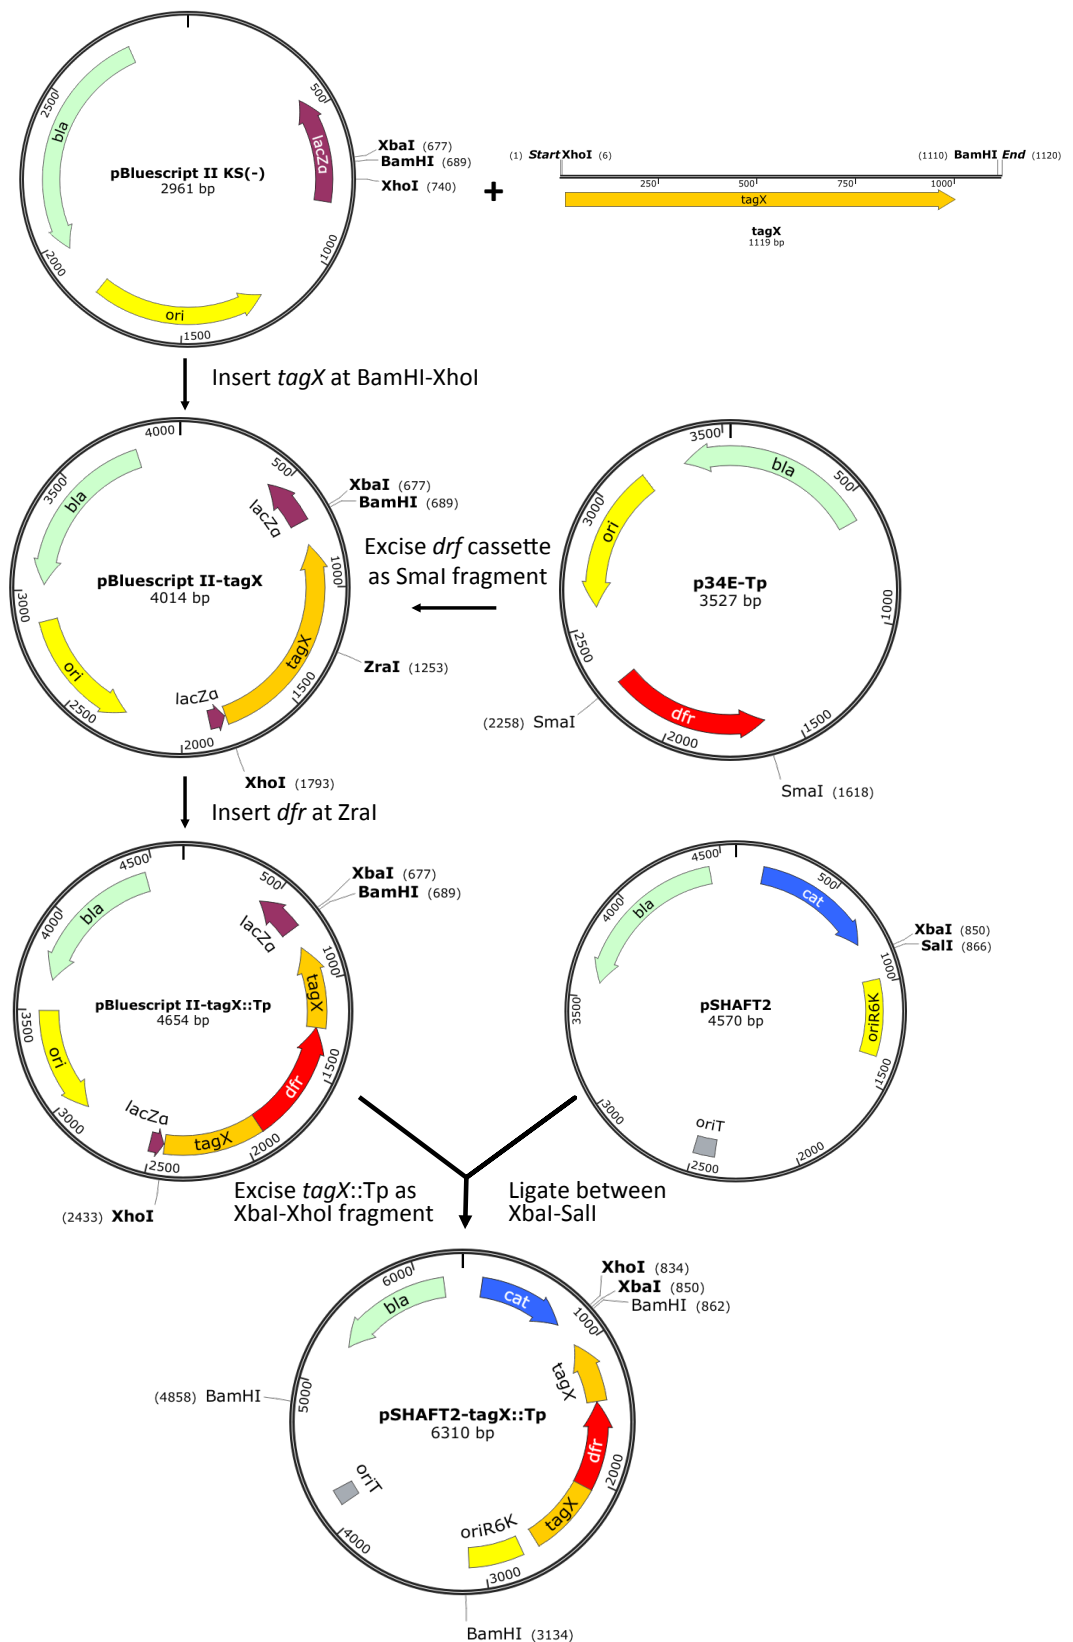 500
1000
1500
2000
2500
bla
lacZα
ori
pBluescript II KS(-)
2961 bp
XbaI (677)
BamHI (689)
XhoI (740)
+
(1) Start XhoI (6)
(1110) BamHI End (1120)
250 500 750 1000
tagX
tagX
1119 bp
Insert tagX at BamHI-XhoI
4000
500
1000
1500
2000
2500
3000
3500
bla
lacZα
tagX
lacZα
ori
pBluescript II-tagX
4014 bp
XbaI (677)
BamHI (689)
ZraI (1253)
XhoI (1793)
Excise drf cassette
as SmaI fragment
3500
500
1000
1500
2000
2500
3000
bla
ori
dfr
p34E-Tp
3527 bp
(2258) SmaI
SmaI (1618)
Insert dfr at ZraI
4500
500
1000
1500
2000
2500
3000
3500
4000
bla
lacZα
tagX
dfr
tagX
lacZα
ori
pBluescript II-tagX::Tp
4654 bp
XbaI (677)
BamHI (689)
(2433) XhoI
4500
500
1000
1500
2000
2500
3000
3500
4000
bla
cat
oriR6K
oriT
pSHAFT2
4570 bp
XbaI (850)
SalI (866)
Excise tagX::Tp as
XbaI-XhoI fragment
Ligate between
XbaI-SalI
6000
1000
2000
3000
4000
5000
bla
cat
tagX
dfr
tagX
oriR6K
oriT
pSHAFT2-tagX::Tp
6310 bp
XhoI (834)
XbaI (850)
BamHI (862)
(4858) BamHI
BamHI (3134)